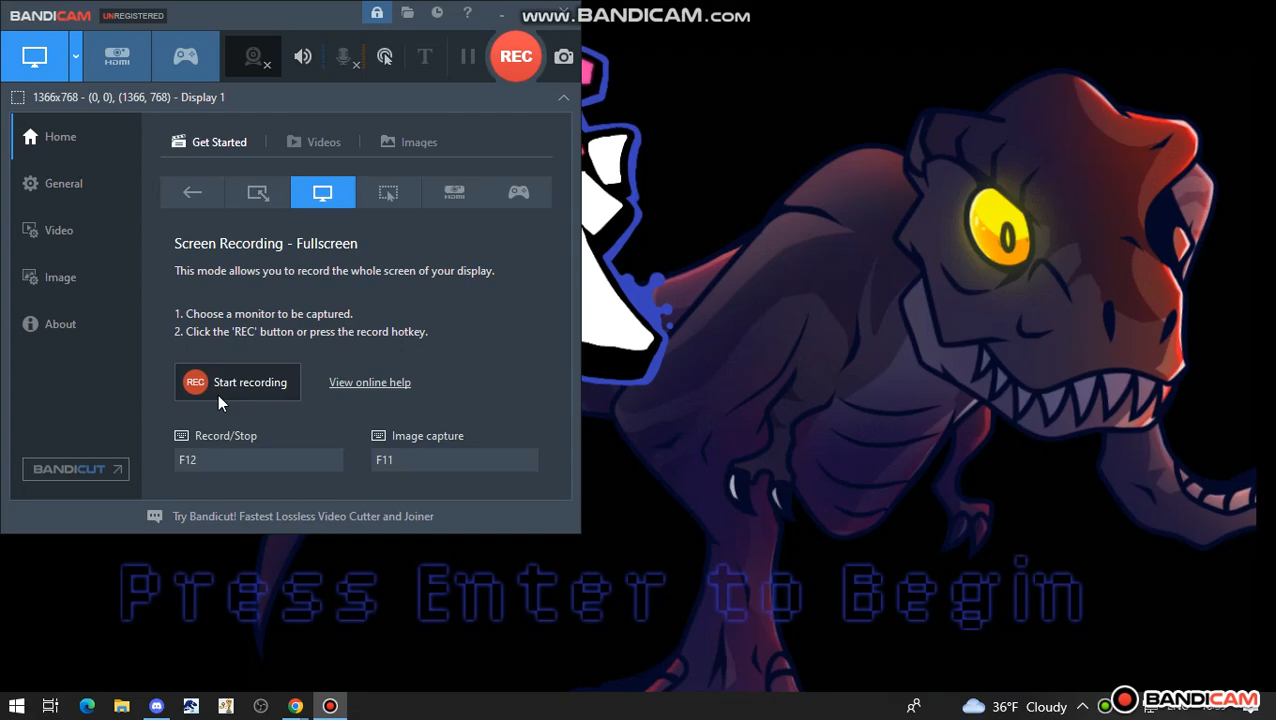 BANDICAM UNREGISTERED
www.BANDICAM.com
HDMI
T
REC
1366x768 - (0, 0), (1366, 768) - Display 1
Home
General
Video
Image
About
Get Started
Videos
Images
HDMI
Screen Recording - Fullscreen
This mode allows you to record the whole screen of your display.
1. Choose a monitor to be captured.
2. Click the 'REC' button or press the record hotkey.
REC Start recording
View online help
Record/Stop
Image capture
F12
F11
BANDICUT
Try Bandicut! Fastest Lossless Video Cutter and Joiner
Press Enter to Begin
36°F Cloudy
BANDICAM